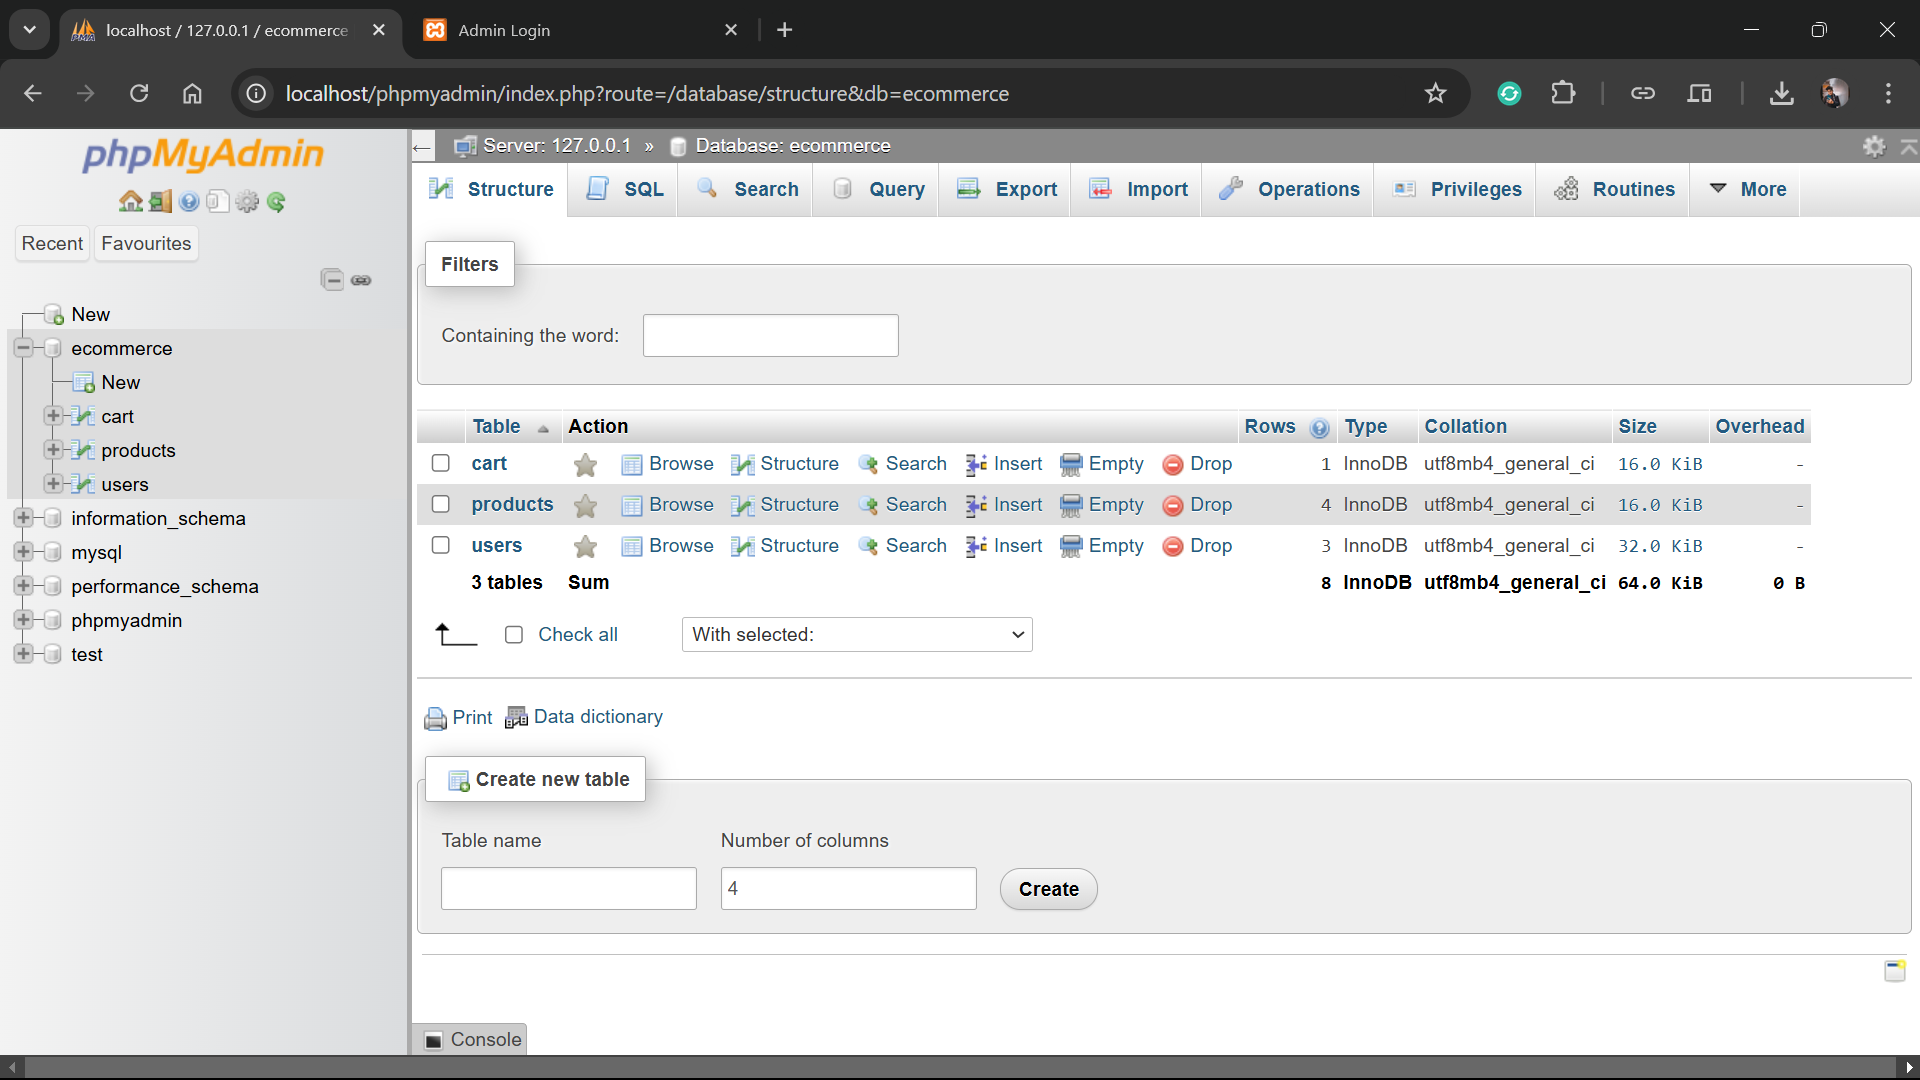 localhost / 127.0.0.1 / ecommerce
Admin Login
localhost/phpmyadmin/index.php?route=/database/structure&db=ecommerce
phpMyAdmin
Recent
Favourites
New
ecommerce
New
cart
products
users
information_schema
mysql
performance_schema
phpmyadmin
test
Server: 127.0.0.1 » Database: ecommerce
Structure SQL Search Query Export Import Operations Privileges Routines More
Filters
Containing the word:
Table Action Rows Type Collation Size Overhead
cart Browse Structure Search Insert Empty Drop 1 InnoDB utf8mb4_general_ci 16.0 KiB -
products Browse Structure Search Insert Empty Drop 4 InnoDB utf8mb4_general_ci 16.0 KiB -
users Browse Structure Search Insert Empty Drop 3 InnoDB utf8mb4_general_ci 32.0 KiB -
3 tables Sum 8 InnoDB utf8mb4_general_ci 64.0 KiB 0 B
Check all With selected:
Print Data dictionary
Create new table
Table name Number of columns
4 Create
Console